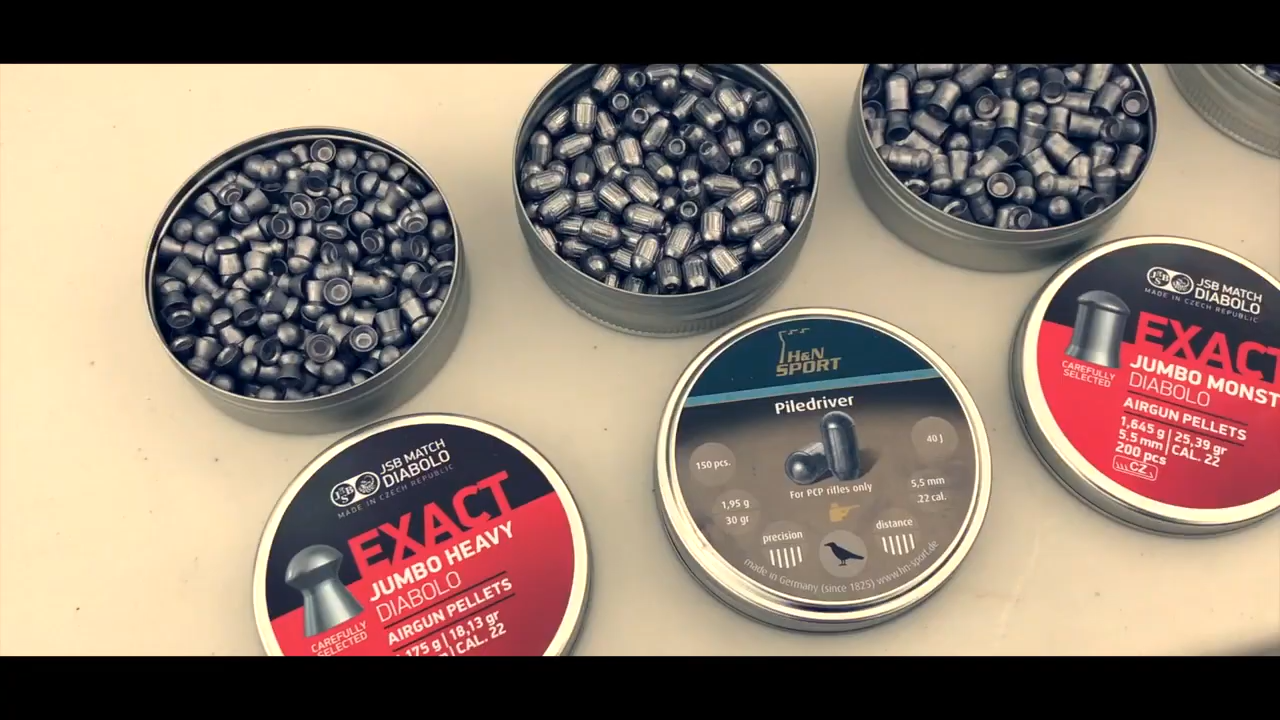 JSB MATCH
DIABOLO
MADE IN CZECH REPUBLIC
EXACT
JUMBO HEAVY
DIABOLO
AIRGUN PELLETS
175 g | 18,13 gr
CAL. 22
CAREFULLY
SELECTED
H&N
SPORT
Piledriver
150 pcs.
40 J
For PCP rifles only
1,95 g
30 gr
5,5 mm
.22 cal.
precision
distance
made in Germany (since 1825) www.hn-sport.de
JSB MATCH
DIABOLO
MADE IN CZECH REPUBLIC
EXACT
JUMBO MONST
DIABOLO
AIRGUN PELLETS
1,645 g | 25,39 gr
5,5 mm | CAL. 22
200 pcs
CZ
CAREFULLY
SELECTED